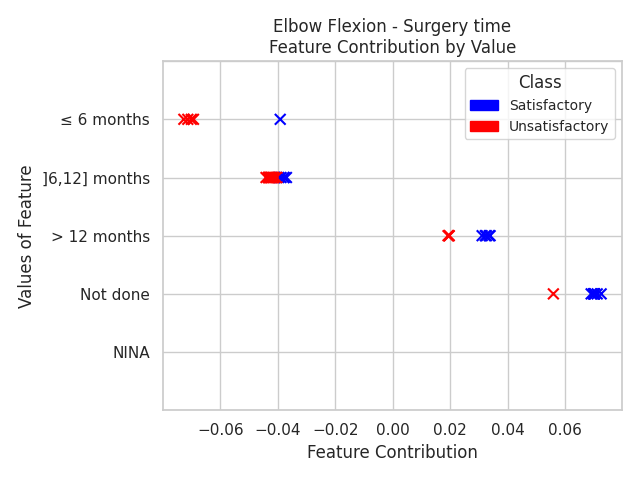 Elbow Flexion - Surgery time
Feature Contribution by Value
Class
Satisfactory
Unsatisfactory
Values of Feature
≤ 6 months
]6,12] months
> 12 months
Not done
NINA
−0.06 −0.04 −0.02 0.00 0.02 0.04 0.06
Feature Contribution